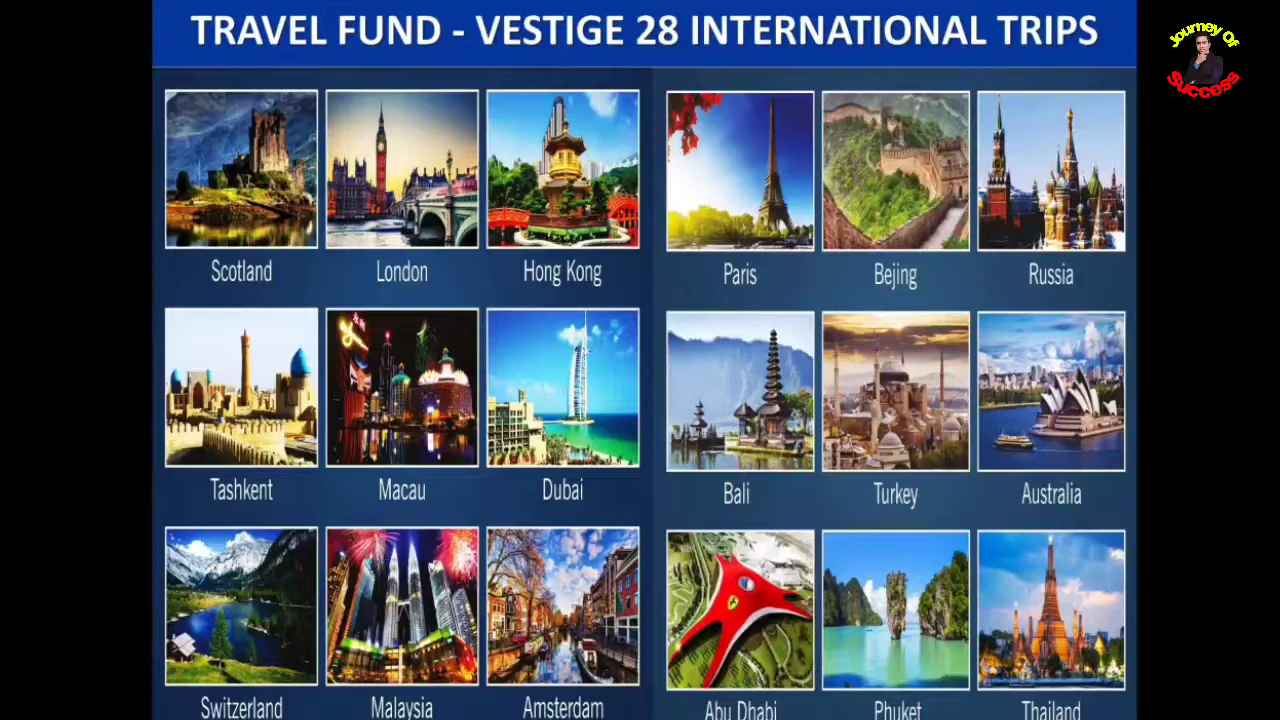 TRAVEL FUND - VESTIGE 28 INTERNATIONAL TRIPS
Journey Of
Success
Scotland
London
Hong Kong
Paris
Bejing
Russia
Tashkent
Macau
Dubai
Bali
Turkey
Australia
Switzerland
Malaysia
Amsterdam
Abu Dhabi
Phuket
Thailand